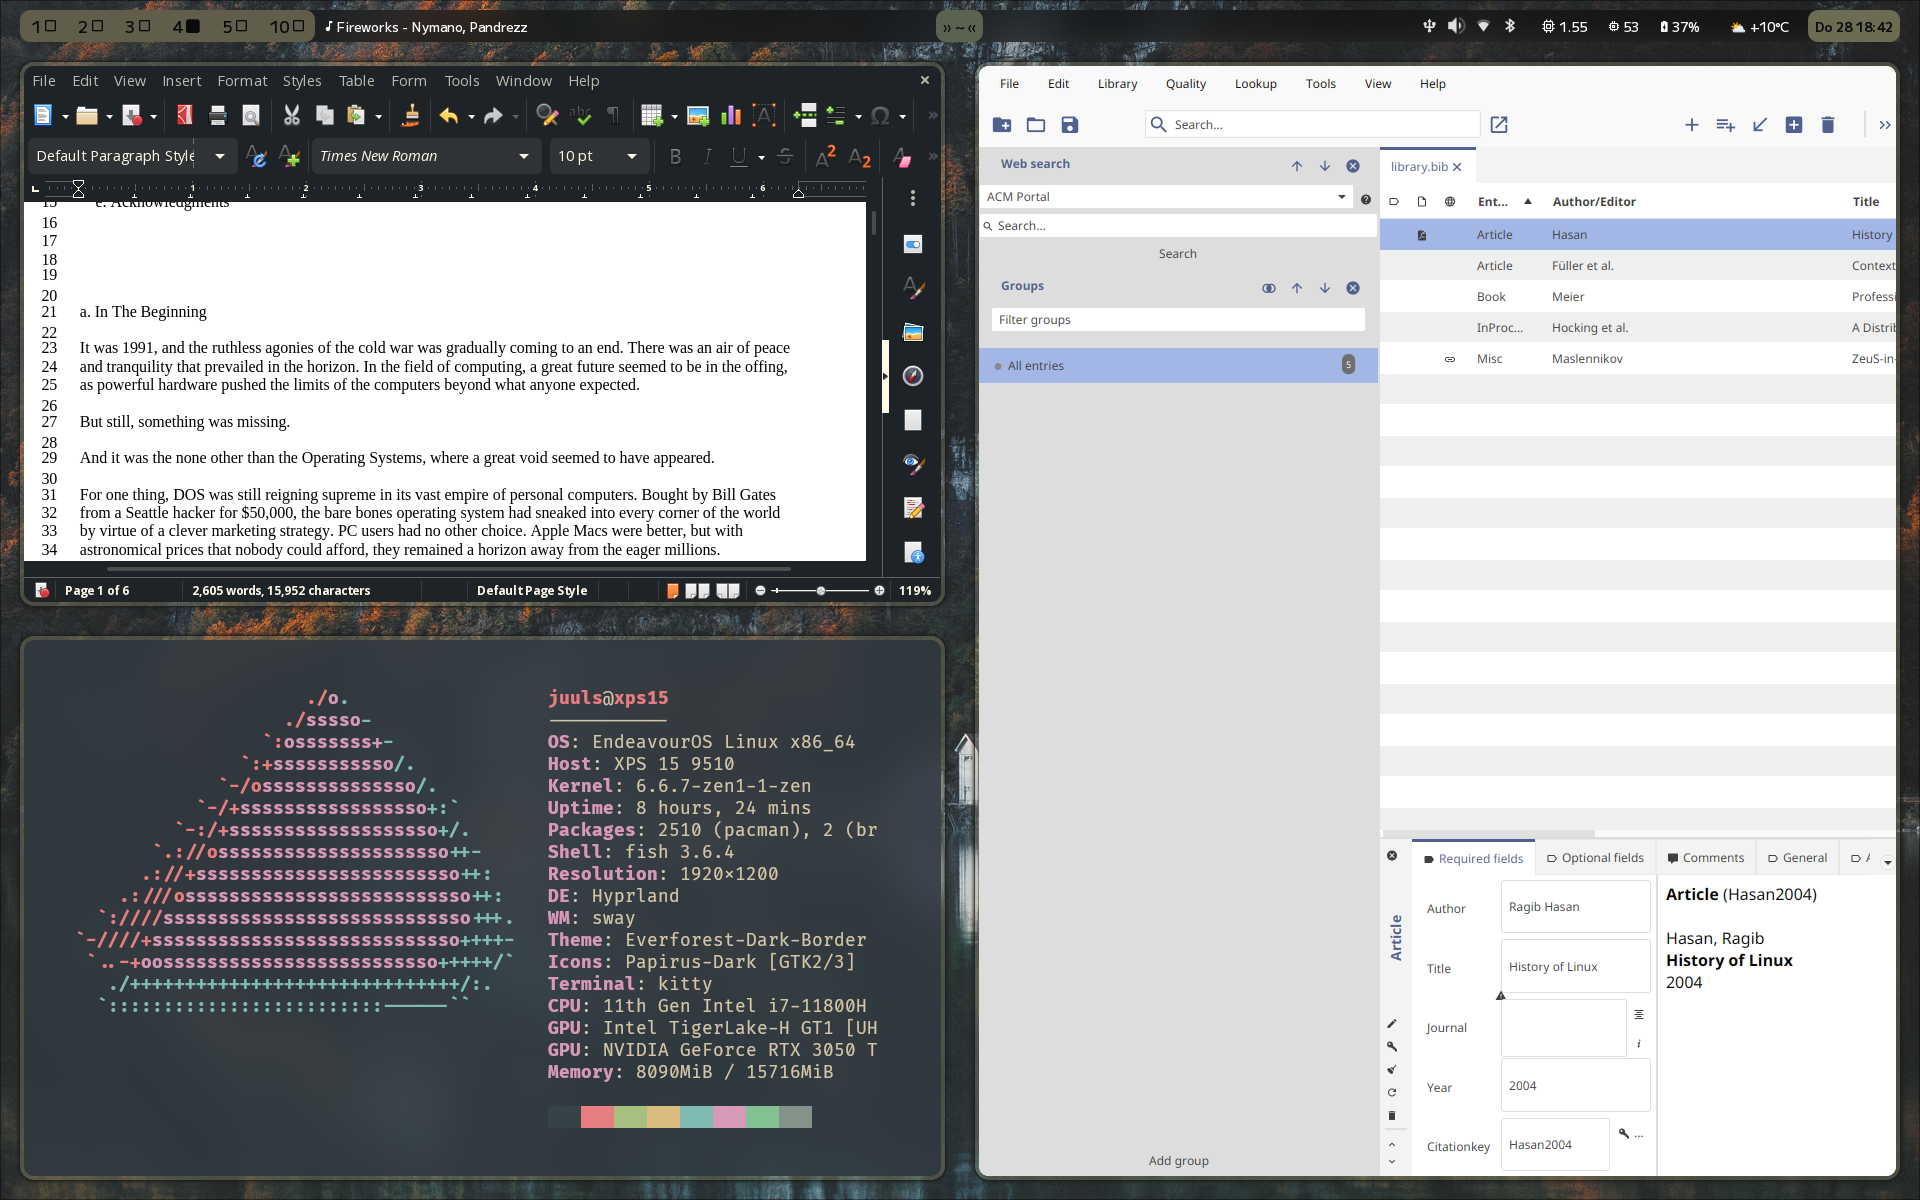 1 2 3 4 5 10 Fireworks - Nymano, Pandrezz
1.55 53 37% +10°C Do 28 18:42
File Edit View Insert Format Styles Table Form Tools Window Help
Default Paragraph Style Times New Roman 10 pt
1 2 3 4 5 6
15 e. Acknowledgments
16
17
18
19
20
21 a. In The Beginning
22
23 It was 1991, and the ruthless agonies of the cold war was gradually coming to an end. There was an air of peace
24 and tranquility that prevailed in the horizon. In the field of computing, a great future seemed to be in the offing,
25 as powerful hardware pushed the limits of the computers beyond what anyone expected.
26
27 But still, something was missing.
28
29 And it was the none other than the Operating Systems, where a great void seemed to have appeared.
30
31 For one thing, DOS was still reigning supreme in its vast empire of personal computers. Bought by Bill Gates
32 from a Seattle hacker for $50,000, the bare bones operating system had sneaked into every corner of the world
33 by virtue of a clever marketing strategy. PC users had no other choice. Apple Macs were better, but with
34 astronomical prices that nobody could afford, they remained a horizon away from the eager millions.
Page 1 of 6 2,605 words, 15,952 characters Default Page Style 119%
juuls@xps15
OS: EndeavourOS Linux x86_64
Host: XPS 15 9510
Kernel: 6.6.7-zen1-1-zen
Uptime: 8 hours, 24 mins
Packages: 2510 (pacman), 2 (br
Shell: fish 3.6.4
Resolution: 1920×1200
DE: Hyprland
WM: sway
Theme: Everforest-Dark-Border
Icons: Papirus-Dark [GTK2/3]
Terminal: kitty
CPU: 11th Gen Intel i7-11800H
GPU: Intel TigerLake-H GT1 [UH
GPU: NVIDIA GeForce RTX 3050 T
Memory: 8090MiB / 15716MiB
File Edit Library Quality Lookup Tools View Help
Search...
Web search
ACM Portal
Search...
Search
Groups
Filter groups
All entries 5
Add group
library.bib
Ent... Author/Editor Title
Article Hasan History
Article Füller et al. Context
Book Meier Professi
InProc... Hocking et al. A Distrib
Misc Maslennikov ZeuS-in-
Required fields Optional fields Comments General
Article
Author Ragib Hasan
Title History of Linux
Journal
Year 2004
Citationkey Hasan2004 ...
Article (Hasan2004)
Hasan, Ragib
History of Linux
2004